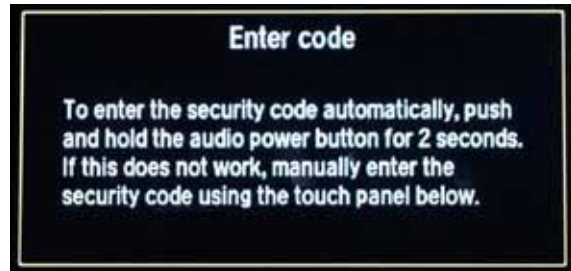 Enter code
To enter the security code automatically, push
and hold the audio power button for 2 seconds.
If this does not work, manually enter the
security code using the touch panel below.